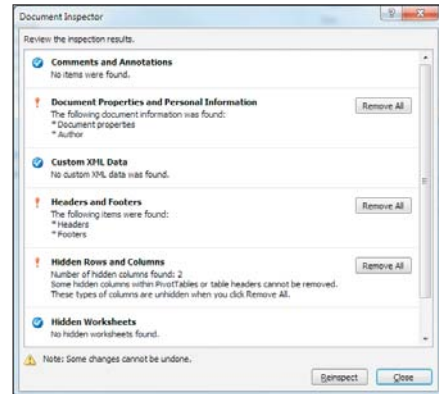 Document Inspector
Review the inspection results.
Comments and Annotations
No items were found.
Document Properties and Personal Information
Remove All
The following document information was found:
* Document properties
* Author
Custom XML Data
No custom XML data was found.
Headers and Footers
Remove All
The following items were found:
* Headers
* Footers
Hidden Rows and Columns
Remove All
Number of hidden columns found: 2
Some hidden columns within PivotTables or table headers cannot be removed.
These types of columns are unhidden when you click Remove All.
Hidden Worksheets
No hidden worksheets found.
Note: Some changes cannot be undone.
Reinspect
Close